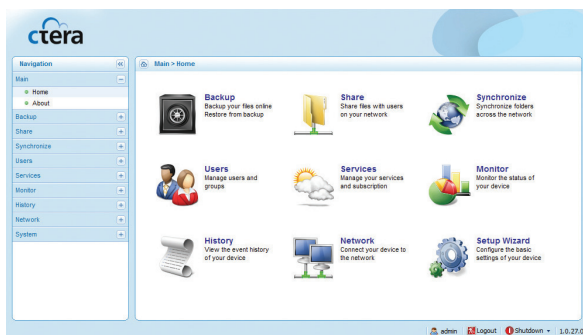 ctera
Navigation
Main > Home
Main
Home
About
Backup
Share
Synchronize
Users
Services
Monitor
History
Network
System
Backup
Backup your files online
Restore from backup
Share
Share files with users
on your network
Synchronize
Synchronize folders
across the network
Users
Manage users and
groups
Services
Manage your services
and subscription
Monitor
Monitor the status of
your device
History
View the event history
of your device
Network
Connect your device to
the network
Setup Wizard
Configure the basic
settings of your device
admin Logout Shutdown 1.0.27.0